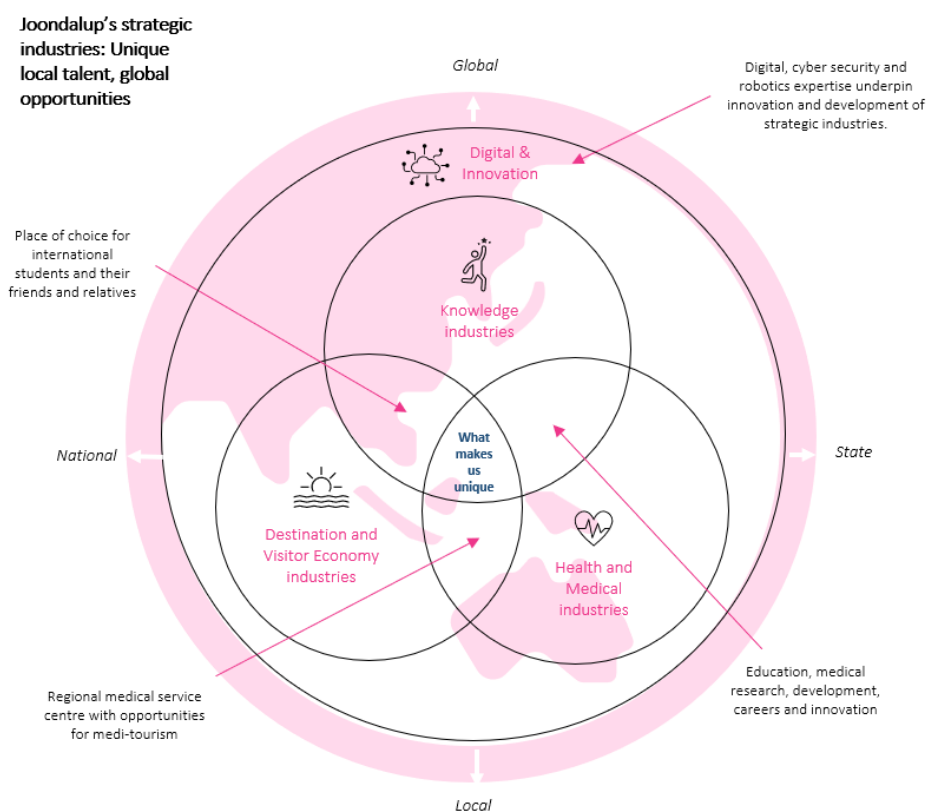 Joondalup's strategic
industries: Unique
local talent, global
opportunities
Global
Digital, cyber security and
robotics expertise underpin
innovation and development of
strategic industries.
Digital &
Innovation
Place of choice for
international
students and their
friends and relatives
Knowledge
industries
National
What
makes
us
unique
State
Destination and
Visitor Economy
industries
Health and
Medical
industries
Regional medical service
centre with opportunities
for medi-tourism
Education, medical
research, development,
careers and innovation
Local